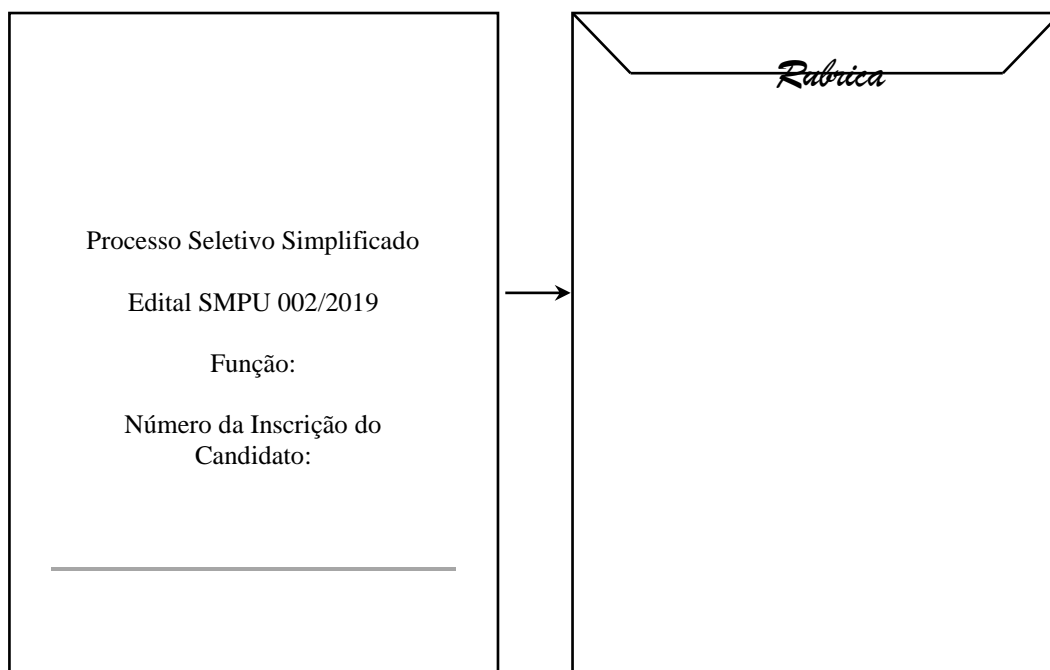 Processo Seletivo Simplificado
Edital SMPU 002/2019
Função:
Número da Inscrição do
Candidato:
Rubrica